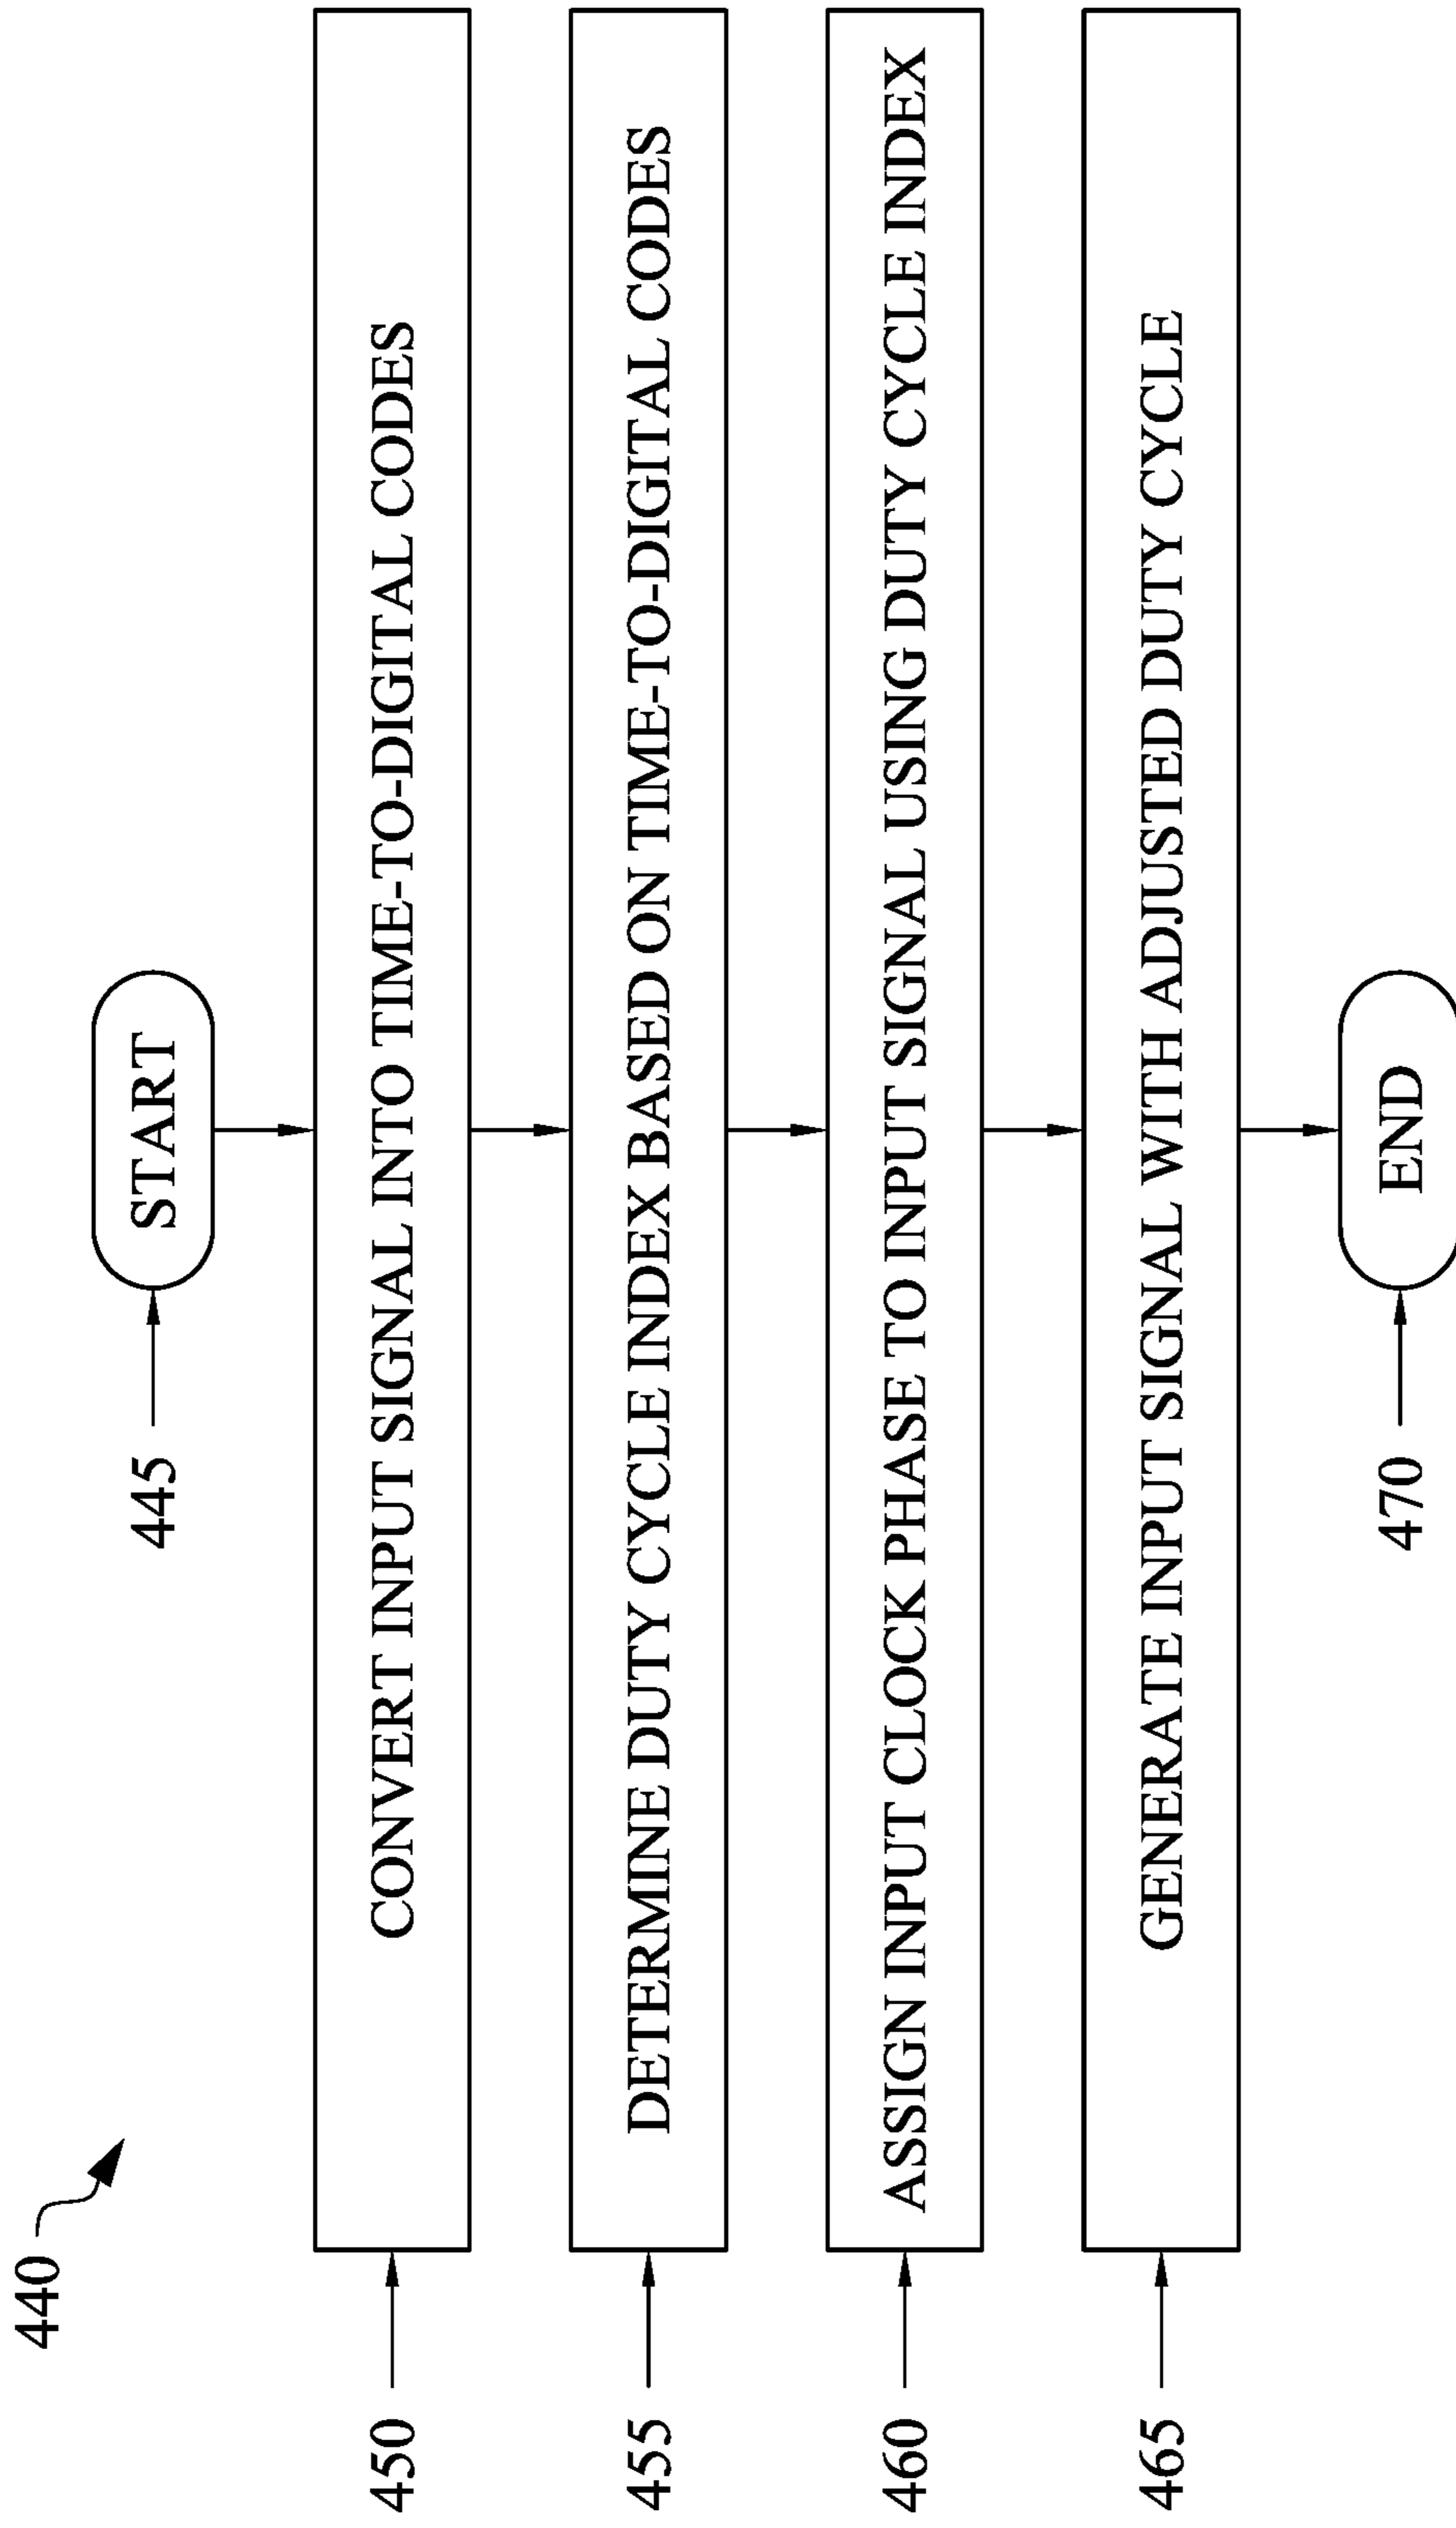 440
445
START
450
CONVERT INPUT SIGNAL INTO TIME-TO-DIGITAL CODES
455
DETERMINE DUTY CYCLE INDEX BASED ON TIME-TO-DIGITAL CODES
460
ASSIGN INPUT CLOCK PHASE TO INPUT SIGNAL USING DUTY CYCLE INDEX
465
GENERATE INPUT SIGNAL WITH ADJUSTED DUTY CYCLE
470
END